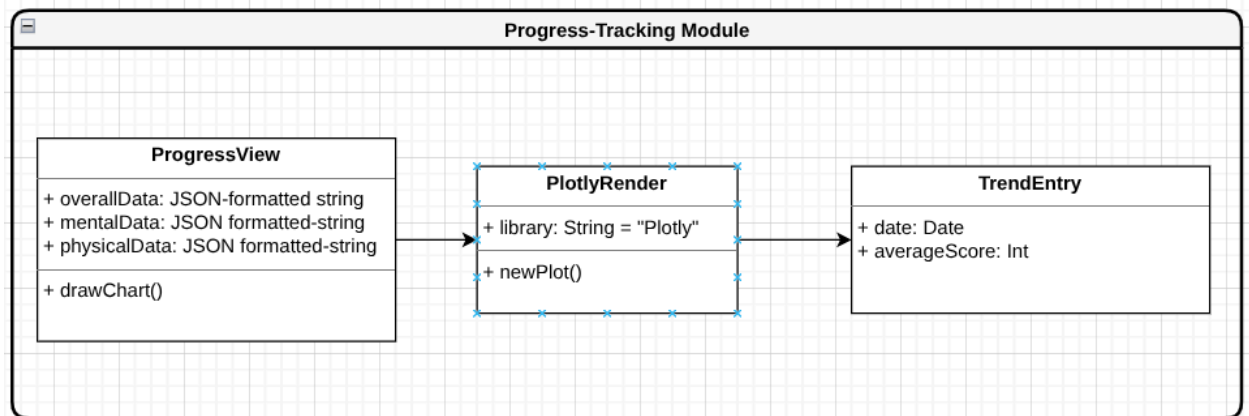 Progress-Tracking Module
ProgressView
+ overallData: JSON-formatted string
+ mentalData: JSON formatted-string
+ physicalData: JSON formatted-string
+ drawChart()
PlotlyRender
+ library: String = "Plotly"
+ newPlot()
TrendEntry
+ date: Date
+ averageScore: Int